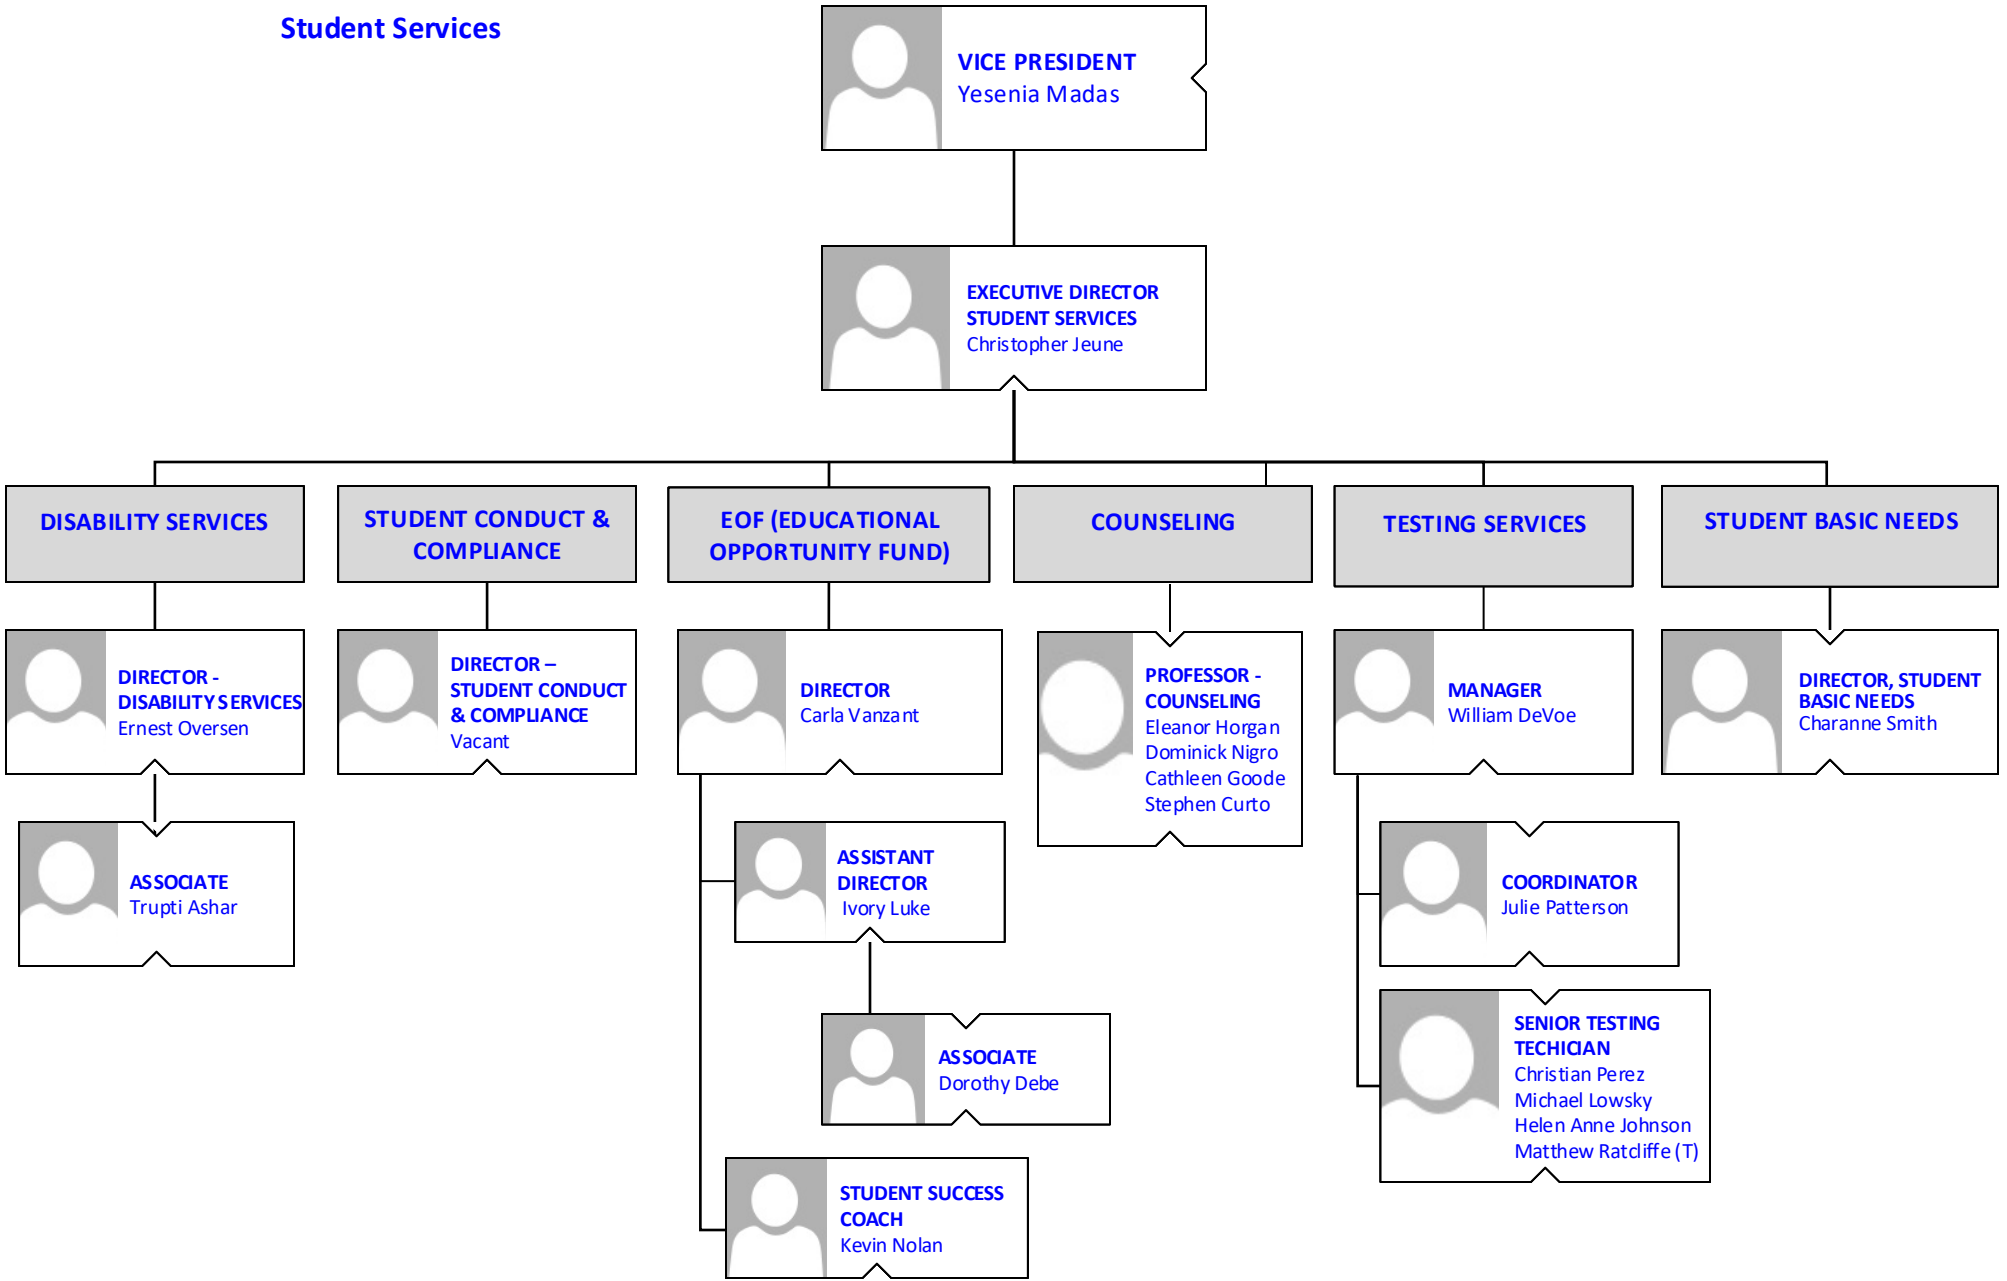 Student Services
VICE PRESIDENT
Yesenia Madas
EXECUTIVE DIRECTOR
STUDENT SERVICES
Christopher Jeune
DISABILITY SERVICES
STUDENT CONDUCT &
COMPLIANCE
EOF (EDUCATIONAL
OPPORTUNITY FUND)
COUNSELING
TESTING SERVICES
STUDENT BASIC NEEDS
DIRECTOR -
DISABILITY SERVICES
Ernest Oversen
DIRECTOR –
STUDENT CONDUCT
& COMPLIANCE
Vacant
DIRECTOR
Carla Vanzant
PROFESSOR -
COUNSELING
Eleanor Horgan
Dominick Nigro
Cathleen Goode
Stephen Curto
MANAGER
William DeVoe
DIRECTOR, STUDENT
BASIC NEEDS
Charanne Smith
ASSOCIATE
Trupti Ashar
ASSISTANT
DIRECTOR
Ivory Luke
COORDINATOR
Julie Patterson
ASSOCIATE
Dorothy Debe
SENIOR TESTING
TECHICIAN
Christian Perez
Michael Lowsky
Helen Anne Johnson
Matthew Ratcliffe (T)
STUDENT SUCCESS
COACH
Kevin Nolan